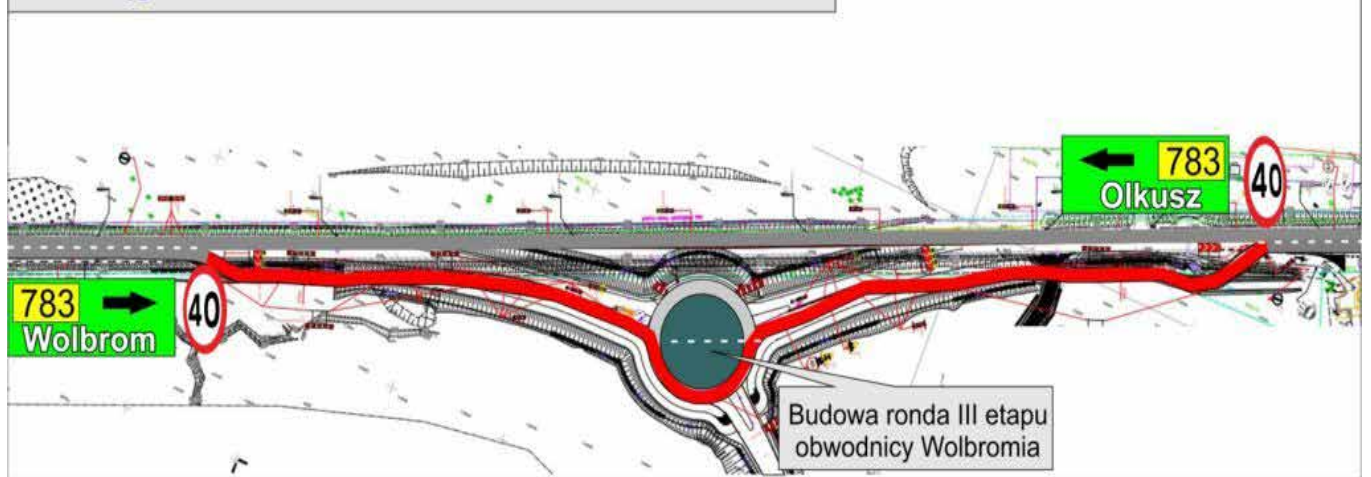 783
Olkusz
40
783
Wolbrom
40
Budowa ronda III etapu
obwodnicy Wolbromia